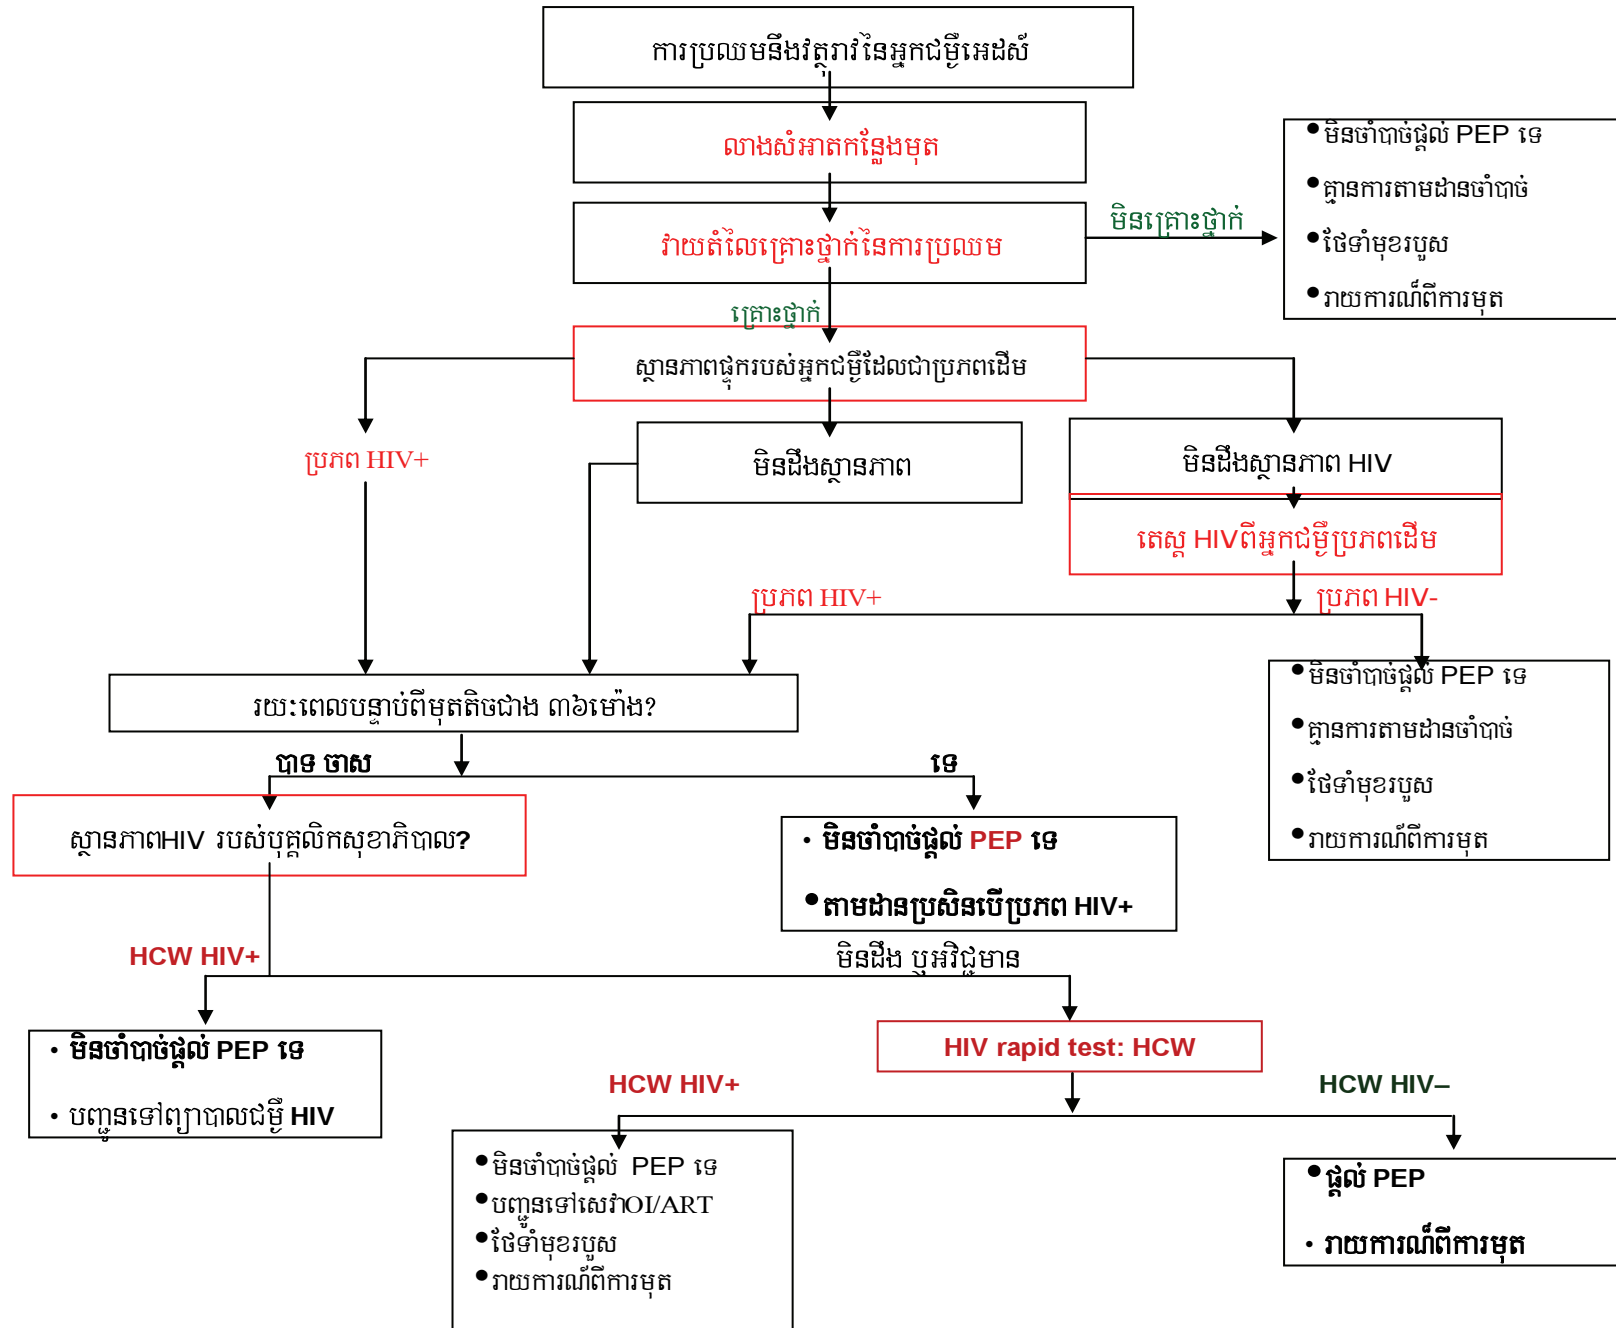 ការប្រឈមនឹងវត្ថុរាវនៃអ្នកជម្ងឺអេដស៍
លាងសំអាតកន្លែងមុត
វាយតំលៃគ្រោះថ្នាក់នៃការប្រឈម
មិនគ្រោះថ្នាក់
•មិនចាំបាច់ផ្តល់ PEP ទេ
•គ្មានការតាមដានចាំបាច់
•ថែទាំមុខរបួស
•រាយការណ៍ពីការមុត
គ្រោះថ្នាក់
ស្ថានភាពផ្ទុករបស់អ្នកជម្ងឺដែលជាប្រភពដើម
ប្រភព HIV+
មិនដឹងស្ថានភាព
មិនដឹងស្ថានភាព HIV
តេស្ត HIVពីអ្នកជម្ងឺប្រភពដើម
ប្រភព HIV+
ប្រភព HIV-
•មិនចាំបាច់ផ្តល់ PEP ទេ
•គ្មានការតាមដានចាំបាច់
•ថែទាំមុខរបួស
•រាយការណ៍ពីការមុត
រយៈពេលបន្ទាប់ពីមុតតិចជាង ៣៦ម៉ោង?
បាទ ចាស
ទេ
ស្ថានភាពHIV របស់បុគ្គលិកសុខាភិបាល?
• មិនចាំបាច់ផ្តល់ PEP ទេ
•តាមដានប្រសិនបើប្រភព HIV+
HCW HIV+
មិនដឹង ឬអវិជ្ជមាន
• មិនចាំបាច់ផ្តល់ PEP ទេ
• បញ្ជូនទៅព្យាបាលជម្ងឺ HIV
HIV rapid test: HCW
HCW HIV+
HCW HIV–
•មិនចាំបាច់ផ្តល់ PEP ទេ
•បញ្ជូនទៅសេវាOI/ART
•ថែទាំមុខរបួស
•រាយការណ៍ពីការមុត
•ផ្តល់ PEP
• រាយការណ៍ពីការមុត